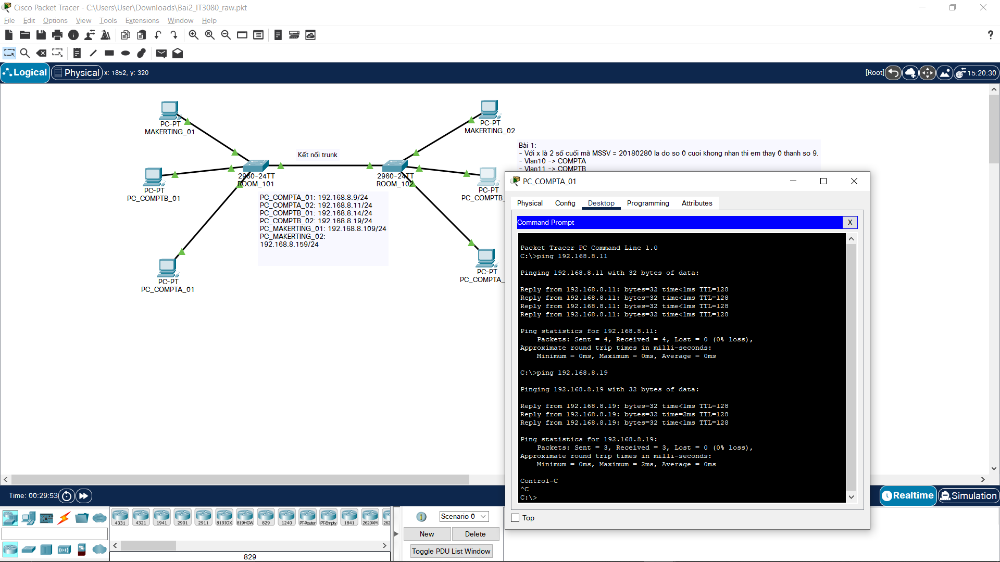 Cisco Packet Tracer - C:\Users\User\Downloads\Bai2_IT3080_raw.pkt
File Edit Options View Tools Extensions Window Help
Logical Physical x: 1852, y: 320
[Root] 15:20:30
PC-PT
MAKERTING_01
PC-PT
MAKERTING_02
Bài 1:
- Với x là 2 số cuối mã MSSV = 20180280 la do so 0 cuoi khong nhan thi em thay 0 thanh so 9.
- Vlan10 -> COMPTA
- Vlan11 -> COMPTB
Kết nối trunk
2960-24TT
ROOM_101
2960-24TT
ROOM_102
PC-PT
PC_COMPTB_01
PC-PT
PC_COMPTB_
PC_COMPTA_01: 192.168.8.9/24
PC_COMPTA_02: 192.168.8.11/24
PC_COMPTB_01: 192.168.8.14/24
PC_COMPTB_02: 192.168.8.19/24
PC_MAKERTING_01: 192.168.8.109/24
PC_MAKERTING_02:
192.168.8.159/24
PC-PT
PC_COMPTA_01
PC-PT
PC_COMPTA_
PC_COMPTA_01
Physical Config Desktop Programming Attributes
Command Prompt X
Packet Tracer PC Command Line 1.0
C:\>ping 192.168.8.11
Pinging 192.168.8.11 with 32 bytes of data:
Reply from 192.168.8.11: bytes=32 time<1ms TTL=128
Reply from 192.168.8.11: bytes=32 time<1ms TTL=128
Reply from 192.168.8.11: bytes=32 time<1ms TTL=128
Reply from 192.168.8.11: bytes=32 time<1ms TTL=128
Ping statistics for 192.168.8.11:
Packets: Sent = 4, Received = 4, Lost = 0 (0% loss),
Approximate round trip times in milli-seconds:
Minimum = 0ms, Maximum = 0ms, Average = 0ms
C:\>ping 192.168.8.19
Pinging 192.168.8.19 with 32 bytes of data:
Reply from 192.168.8.19: bytes=32 time<1ms TTL=128
Reply from 192.168.8.19: bytes=32 time=2ms TTL=128
Reply from 192.168.8.19: bytes=32 time<1ms TTL=128
Ping statistics for 192.168.8.19:
Packets: Sent = 3, Received = 3, Lost = 0 (0% loss),
Approximate round trip times in milli-seconds:
Minimum = 0ms, Maximum = 2ms, Average = 0ms
Control-C
^C
C:\>
Top
Time: 00:29:53
Realtime Simulation
4331 4321 1941 2901 2911 819IOX 819HGW 829 1240 PT-Router PT-Empty 1841 2620XM 262
829
Scenario 0
New Delete
Toggle PDU List Window